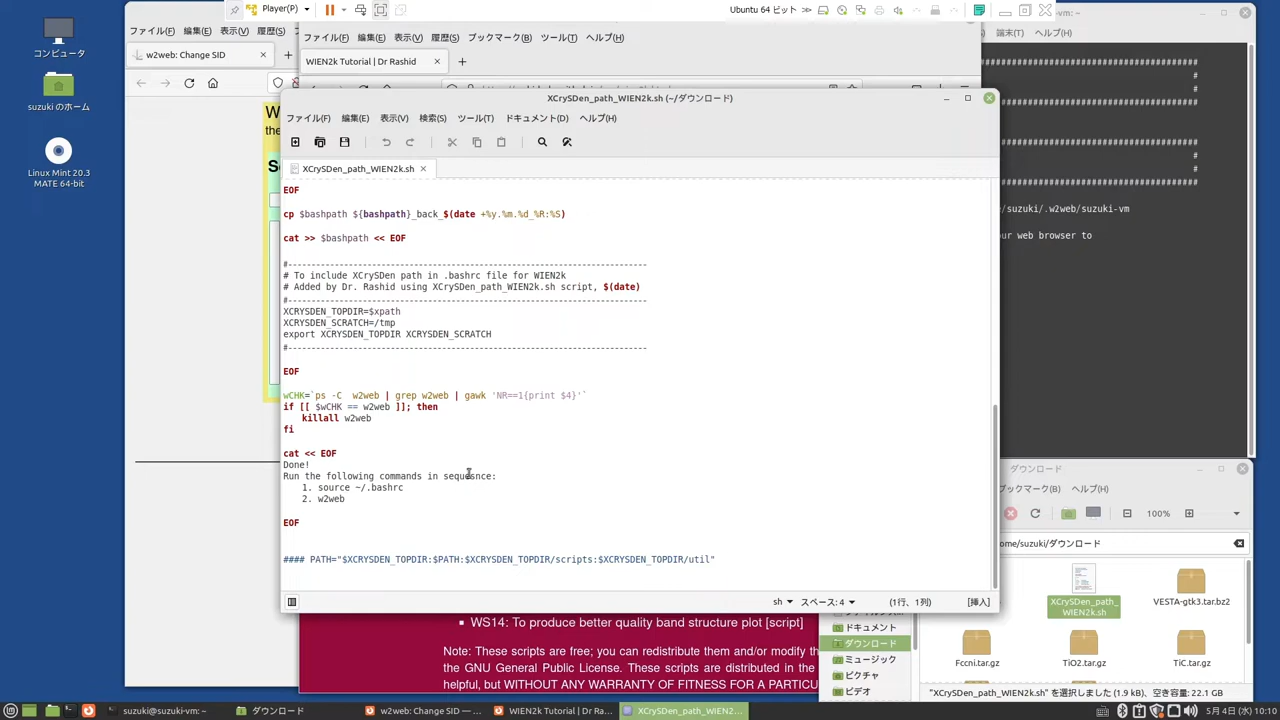 Player(P)
Ubuntu 64 ビット
コンピュータ
suzuki のホーム
Linux Mint 20.3
MATE 64-bit
ファイル(F) 編集(E) 表示(V) 履歴(S)
w2web: Change SID
ファイル(F) 編集(E) 表示(V) 履歴(S) ブックマーク(B) ツール(T) ヘルプ(H)
WIEN2k Tutorial | Dr Rashid
-vm: ~
端末(T) ヘルプ(H)
################################
#
#
################################
################################
#
#
################################
e/suzuki/.w2web/suzuki-vm
our web browser to
XCrySDen_path_WIEN2k.sh (~/ダウンロード)
ファイル(F) 編集(E) 表示(V) 検索(S) ツール(T) ドキュメント(D) ヘルプ(H)
XCrySDen_path_WIEN2k.sh
EOF
cp $bashpath ${bashpath}_back_$(date +%y.%m.%d_%R:%S)
cat >> $bashpath << EOF
#-------------------------------------------------------------------
# To include XCrySDen path in .bashrc file for WIEN2k
# Added by Dr. Rashid using XCrySDen_path_WIEN2k.sh script, $(date)
#-------------------------------------------------------------------
XCRYSDEN_TOPDIR=$xpath
XCRYSDEN_SCRATCH=/tmp
export XCRYSDEN_TOPDIR XCRYSDEN_SCRATCH
#-------------------------------------------------------------------
EOF
wCHK=`ps -C  w2web | grep w2web | gawk 'NR==1{print $4}'`
if [[ $wCHK == w2web ]]; then
killall w2web
fi
cat << EOF
Done!
Run the following commands in sequesnce:
1. source ~/.bashrc
2. w2web
EOF
#### PATH="$XCRYSDEN_TOPDIR:$PATH:$XCRYSDEN_TOPDIR/scripts:$XCRYSDEN_TOPDIR/util"
sh スペース: 4 (1行、1列) [挿入]
WS14: To produce better quality band structure plot [script]
Note: These scripts are free; you can redistribute them and/or modify th
the GNU General Public License. These scripts are distributed in the
helpful, but WITHOUT ANY WARRANTY OF FITNESS FOR A PARTICU
ダウンロード
ブックマーク(B) ヘルプ(H)
100%
ome/suzuki/ダウンロード
XCrySDen_path_
WIEN2k.sh
VESTA-gtk3.tar.bz2
Fccni.tar.gz
TiO2.tar.gz
TiC.tar.gz
ドキュメント
ダウンロード
ミュージック
ピクチャ
ビデオ
"XCrySDen_path_WIEN2k.sh" を選択しました (1.9 kB)、空き容量: 22.1 GB
suzuki@suzuki-vm: ~
ダウンロード
w2web: Change SID —...
WIEN2k Tutorial | Dr Ra...
XCrySDen_path_WIEN2...
5月 4日 (水) 10:10